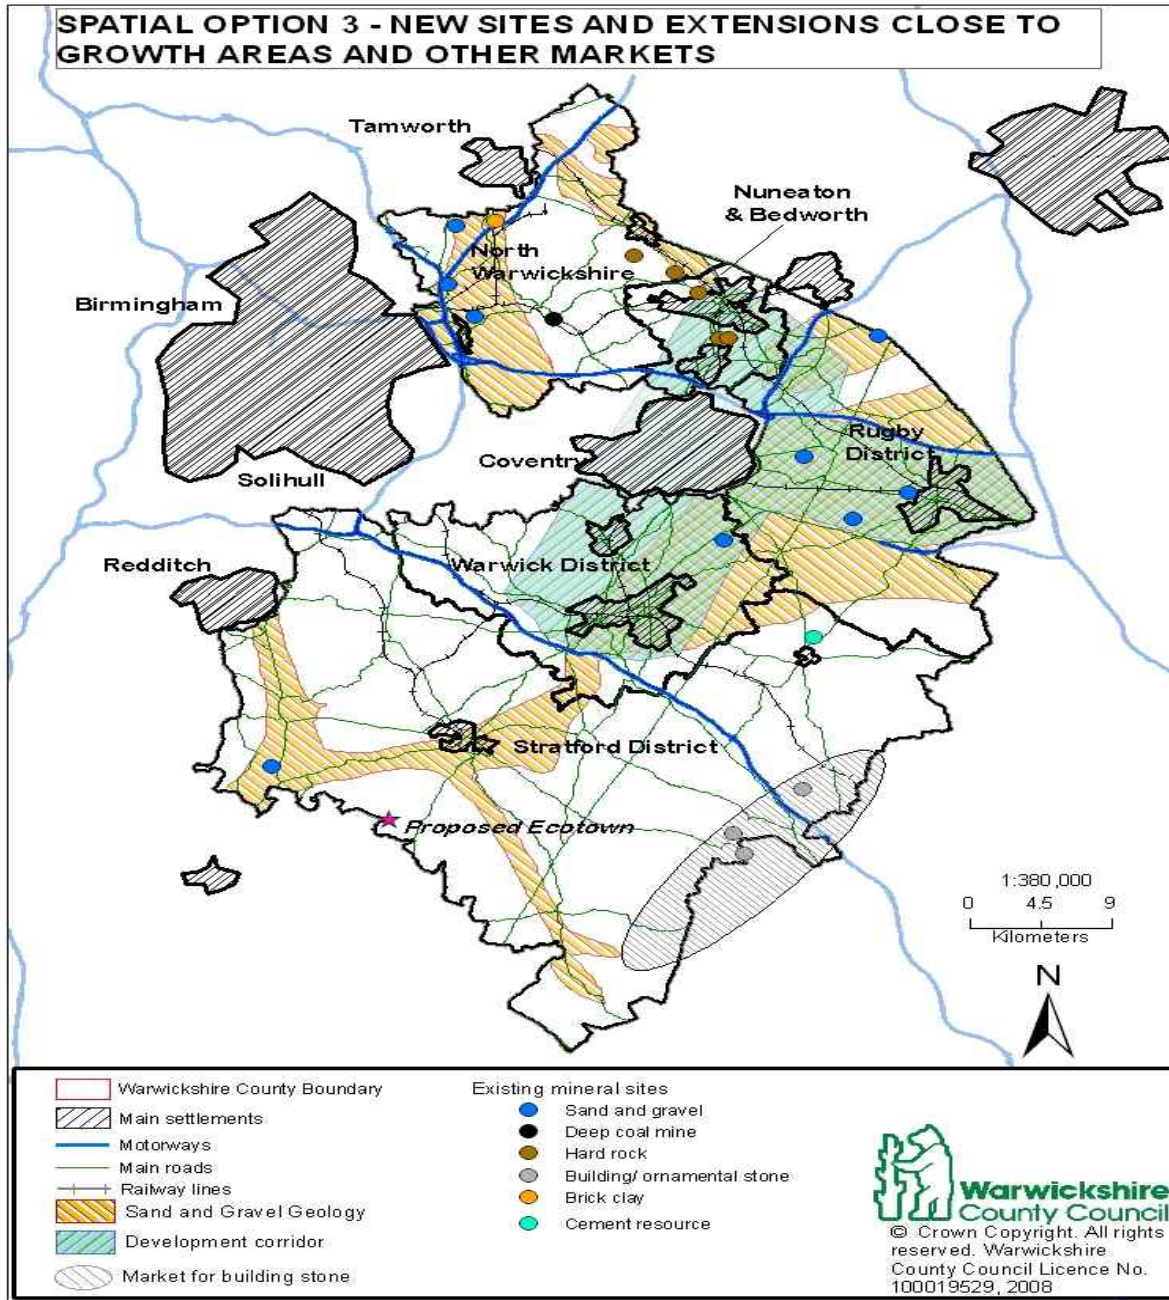 SPATIAL OPTION 3 - NEW SITES AND EXTENSIONS CLOSE TO
GROWTH AREAS AND OTHER MARKETS
Tamworth
Nuneaton
& Bedworth
North
Warwickshire
Birmingham
Rugby
District
Coventry
Solihull
Redditch
Warwick District
Stratford District
Proposed Ecotown
1:380,000
0 4.5 9
Kilometers
N
Warwickshire County Boundary
Main settlements
Motorways
Main roads
Railway lines
Sand and Gravel Geology
Development corridor
Market for building stone
Existing mineral sites
Sand and gravel
Deep coal mine
Hard rock
Building/ ornamental stone
Brick clay
Cement resource
Warwickshire
County Council
© Crown Copyright. All rights
reserved. Warwickshire
County Council Licence No.
100019529, 2008